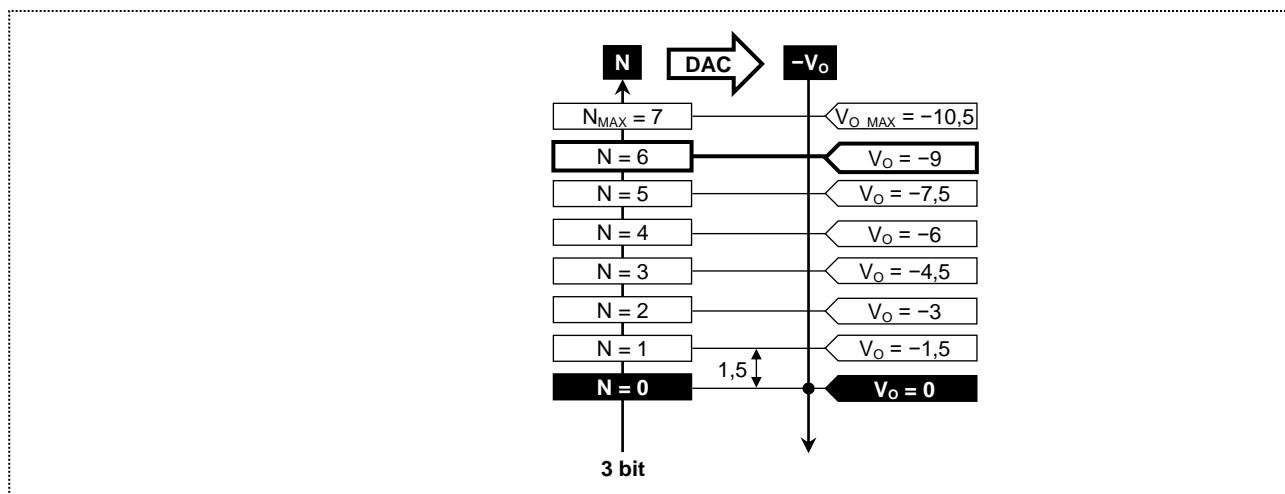 N DAC −VO
NMAX = 7 VO MAX = −10,5
N = 6 VO = −9
N = 5 VO = −7,5
N = 4 VO = −6
N = 3 VO = −4,5
N = 2 VO = −3
N = 1 VO = −1,5
1,5
N = 0 VO = 0
3 bit